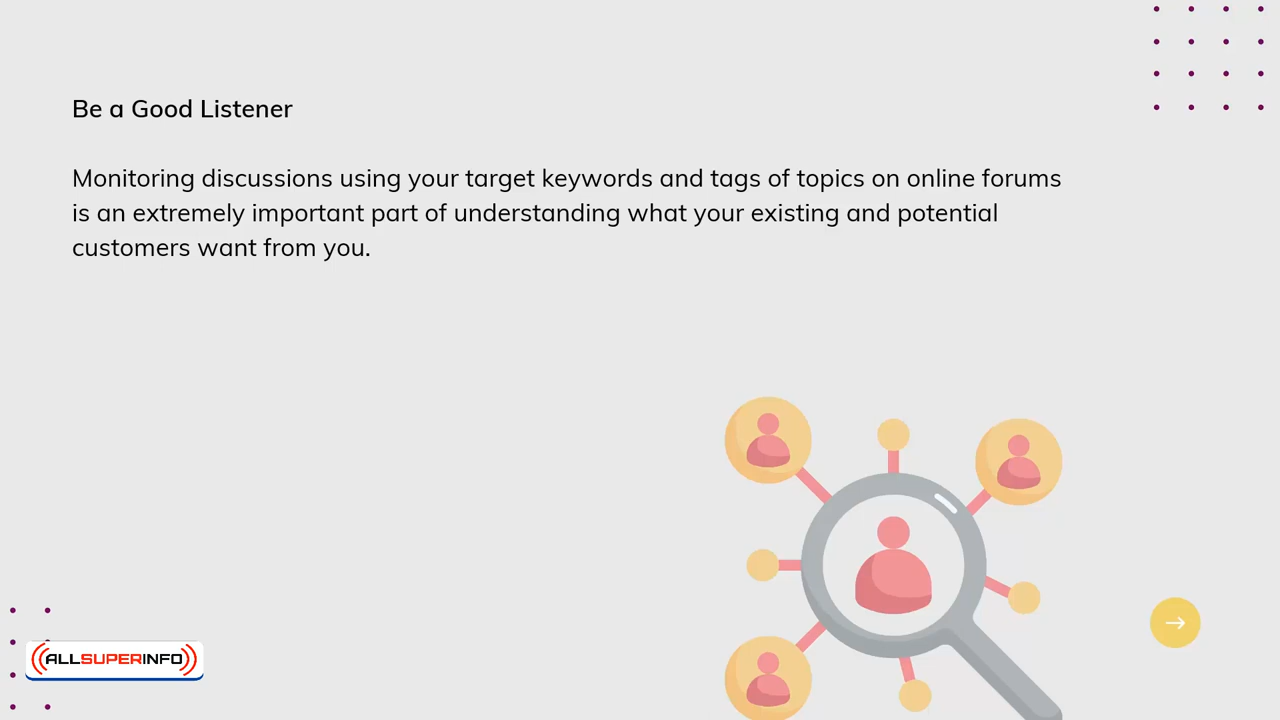 Be a Good Listener
Monitoring discussions using your target keywords and tags of topics on online forums
is an extremely important part of understanding what your existing and potential
customers want from you.
ALLSUPERINFO